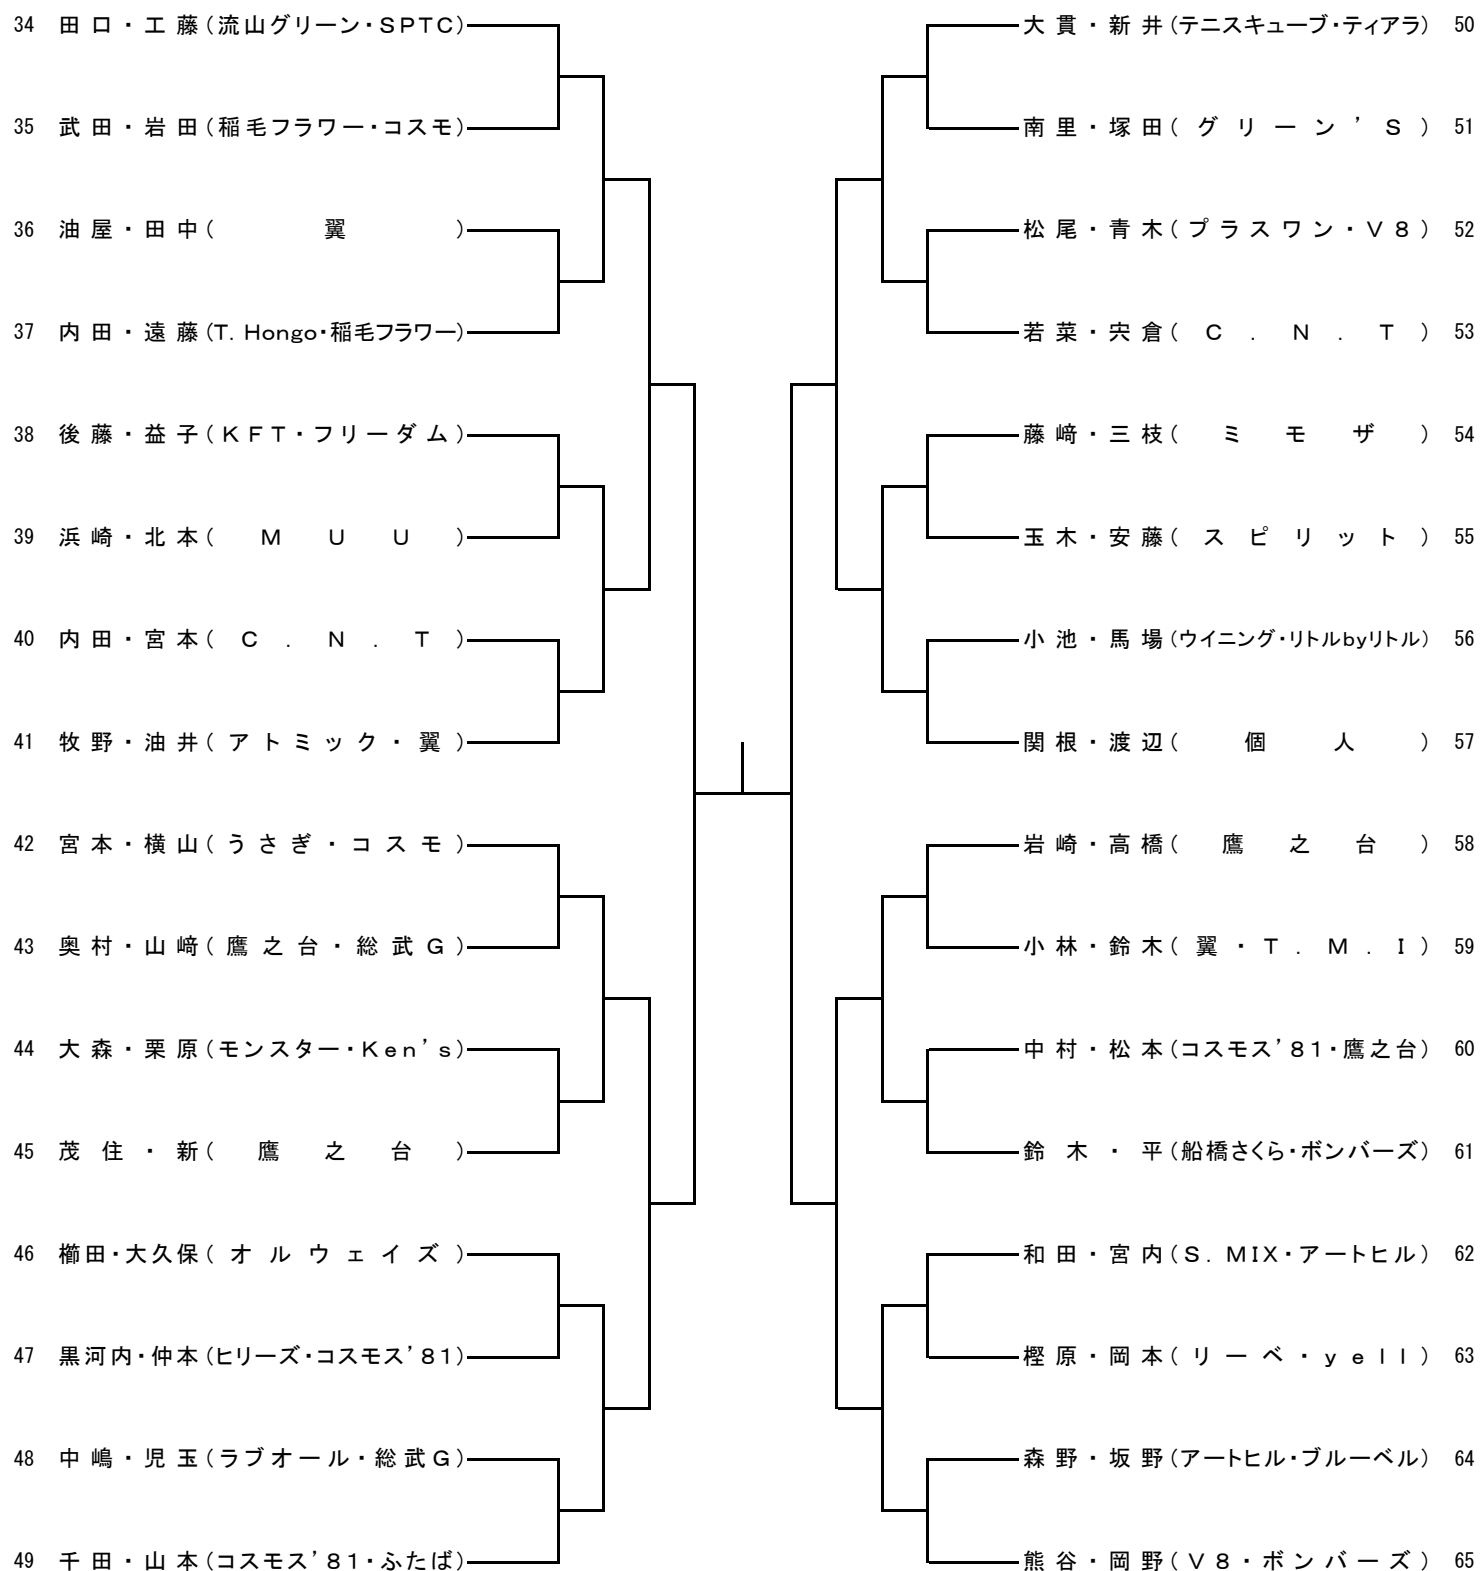 34 田口・工藤(流山グリーン・SPTC)
35 武田・岩田(稲毛フラワー・コスモ)
36 油屋・田中(翼)
37 内田・遠藤(T. Hongo・稲毛フラワー)
38 後藤・益子(KFT・フリーダム)
39 浜崎・北本(MUU)
40 内田・宮本(C.N.T)
41 牧野・油井(アトミック・翼)
42 宮本・横山(うさぎ・コスモ)
43 奥村・山﨑(鷹之台・総武G)
44 大森・栗原(モンスター・Ken's)
45 茂住・新(鷹之台)
46 櫛田・大久保(オルウェイズ)
47 黒河内・仲本(ヒリーズ・コスモス'81)
48 中嶋・児玉(ラブオール・総武G)
49 千田・山本(コスモス'81・ふたば)
大貫・新井(テニスキューブ・ティアラ) 50
南里・塚田(グリーン'S) 51
松尾・青木(プラスワン・V8) 52
若菜・宍倉(C.N.T) 53
藤﨑・三枝(ミモザ) 54
玉木・安藤(スピリット) 55
小池・馬場(ウイニング・リトルbyリトル) 56
関根・渡辺(個人) 57
岩崎・高橋(鷹之台) 58
小林・鈴木(翼・T.M.I) 59
中村・松本(コスモス'81・鷹之台) 60
鈴木・平(船橋さくら・ボンバーズ) 61
和田・宮内(S. MIX・アートヒル) 62
樫原・岡本(リーベ・yell) 63
森野・坂野(アートヒル・ブルーベル) 64
熊谷・岡野(V8・ボンバーズ) 65